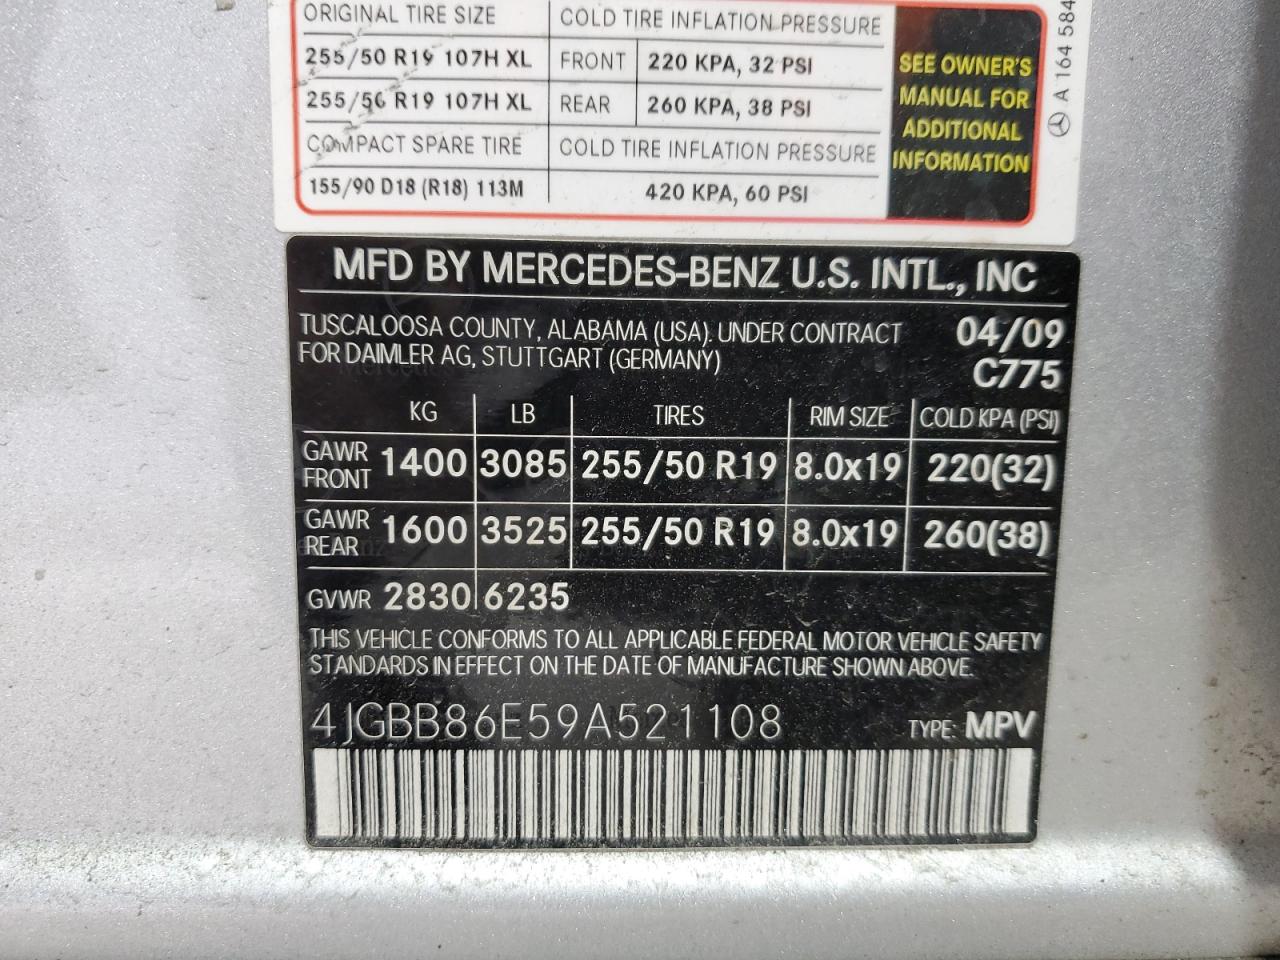 ORIGINAL TIRE SIZE COLD TIRE INFLATION PRESSURE
255/50 R19 107H XL FRONT 220 KPA, 32 PSI
255/50 R19 107H XL REAR 260 KPA, 38 PSI
COMPACT SPARE TIRE COLD TIRE INFLATION PRESSURE
155/90 D18 (R18) 113M 420 KPA, 60 PSI
SEE OWNER'S
MANUAL FOR
ADDITIONAL
INFORMATION
A 164 584
MFD BY MERCEDES-BENZ U.S. INTL., INC
TUSCALOOSA COUNTY, ALABAMA (USA). UNDER CONTRACT 04/09
FOR DAIMLER AG, STUTTGART (GERMANY) C775
KG LB TIRES RIM SIZE COLD KPA (PSI)
GAWR FRONT 1400 3085 255/50 R19 8.0x19 220(32)
GAWR REAR 1600 3525 255/50 R19 8.0x19 260(38)
GVWR 2830 6235
THIS VEHICLE CONFORMS TO ALL APPLICABLE FEDERAL MOTOR VEHICLE SAFETY
STANDARDS IN EFFECT ON THE DATE OF MANUFACTURE SHOWN ABOVE.
4JGBB86E59A521108 TYPE: MPV